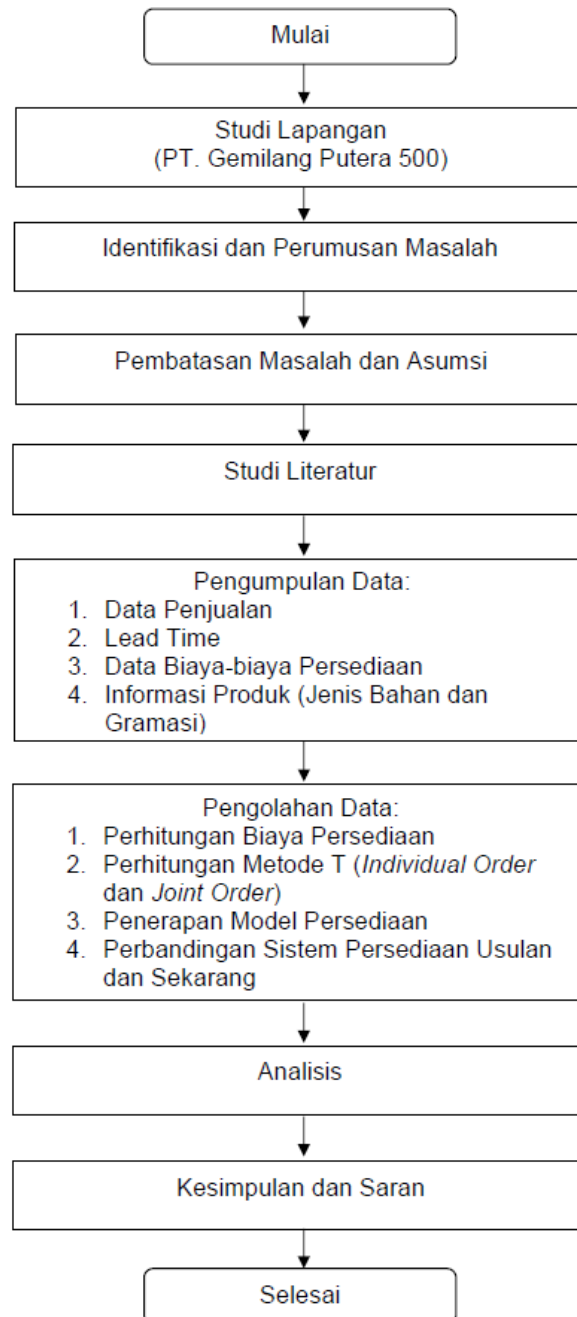 Mulai
Studi Lapangan
(PT. Gemilang Putera 500)
Identifikasi dan Perumusan Masalah
Pembatasan Masalah dan Asumsi
Studi Literatur
Pengumpulan Data:
1. Data Penjualan
2. Lead Time
3. Data Biaya-biaya Persediaan
4. Informasi Produk (Jenis Bahan dan
Gramasi)
Pengolahan Data:
1. Perhitungan Biaya Persediaan
2. Perhitungan Metode T (Individual Order
dan Joint Order)
3. Penerapan Model Persediaan
4. Perbandingan Sistem Persediaan Usulan
dan Sekarang
Analisis
Kesimpulan dan Saran
Selesai